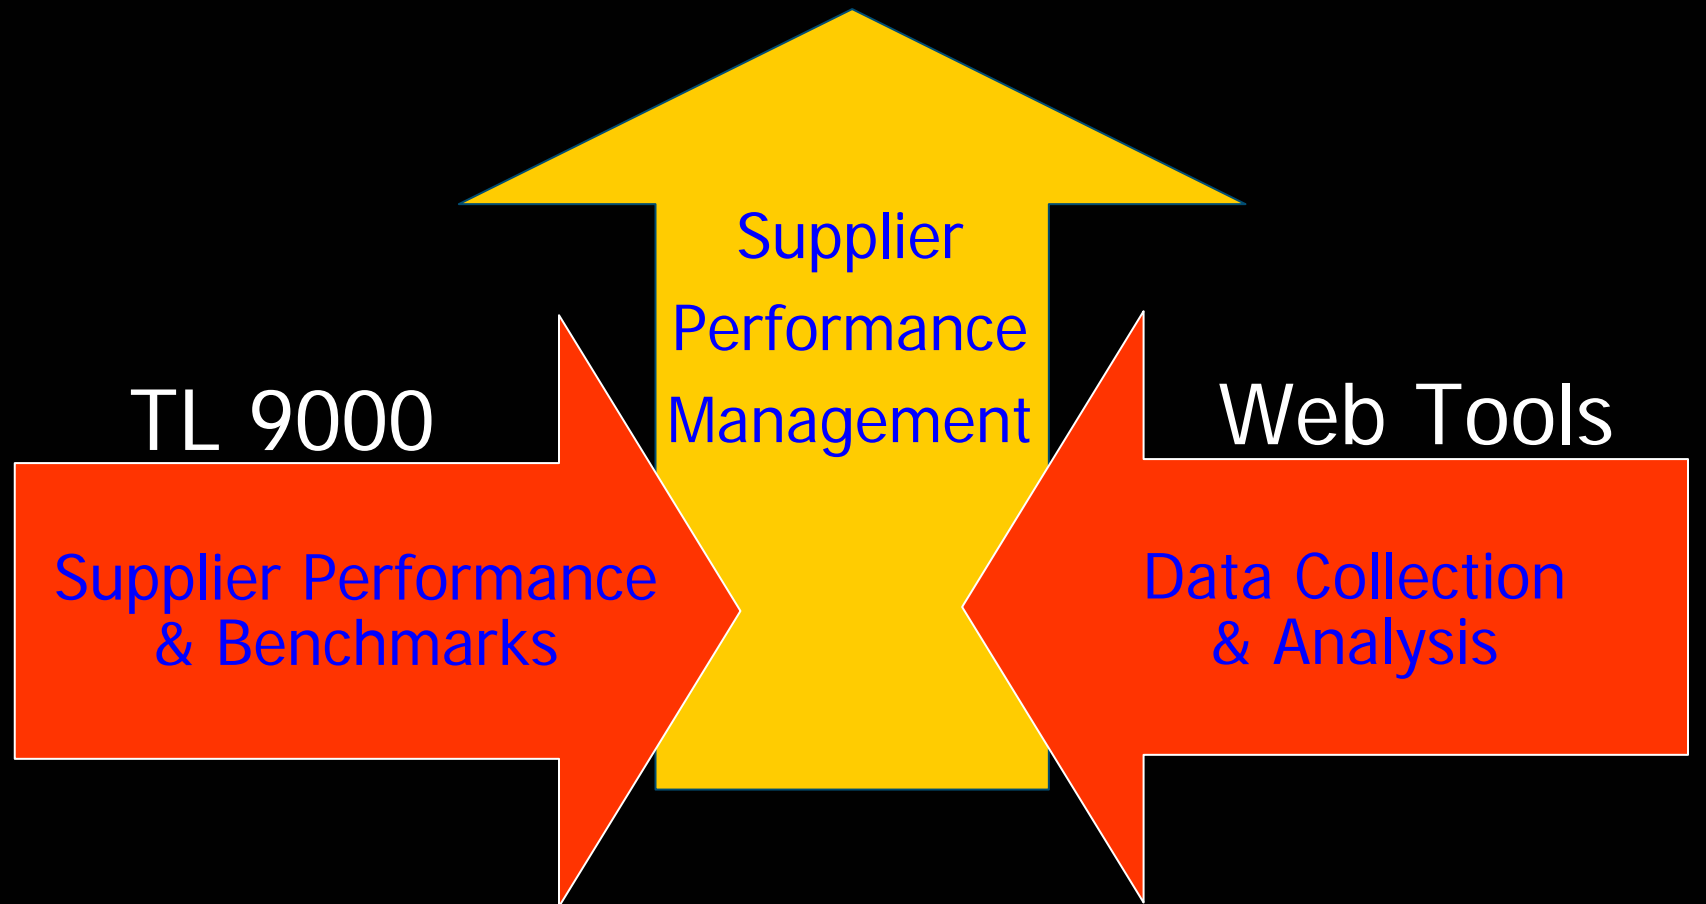 Supplier
Performance
Management
TL 9000
Supplier Performance
& Benchmarks
Web Tools
Data Collection
& Analysis